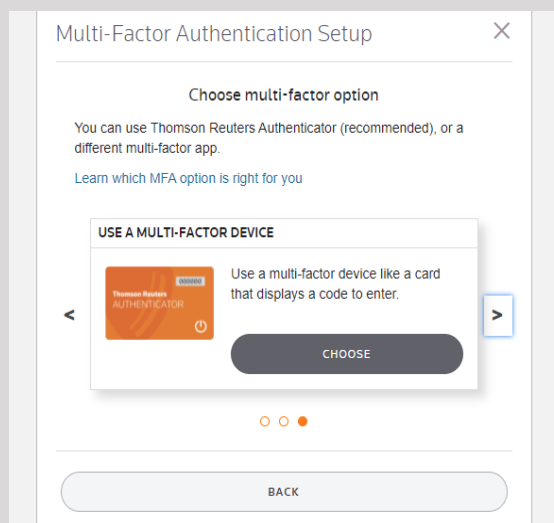 Multi-Factor Authentication Setup
Choose multi-factor option
You can use Thomson Reuters Authenticator (recommended), or a
different multi-factor app.
Learn which MFA option is right for you
USE A MULTI-FACTOR DEVICE
000000
Thomson Reuters
AUTHENTICATOR
Use a multi-factor device like a card
that displays a code to enter.
<
>
CHOOSE
BACK